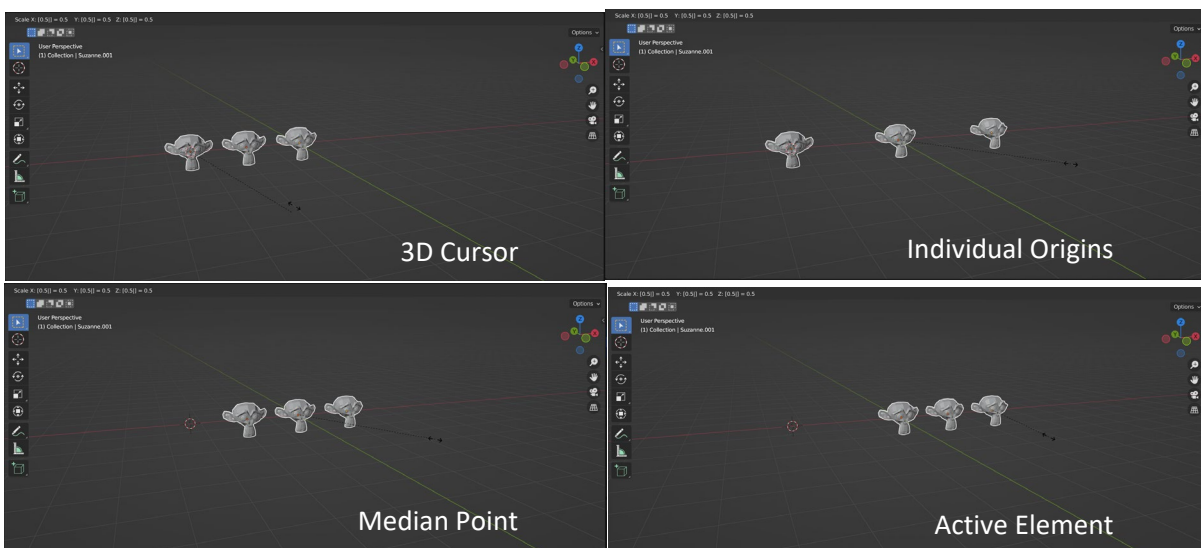 Scale X: [0.5|] = 0.5   Y: [0.5|] = 0.5   Z: [0.5|] = 0.5
Options
User Perspective
(1) Collection | Suzanne.001
Z
Y
X
3D Cursor
Scale X: [0.5|] = 0.5   Y: [0.5|] = 0.5   Z: [0.5|] = 0.5
Options
User Perspective
(1) Collection | Suzanne.001
Z
Y
X
Individual Origins
Scale X: [0.5|] = 0.5   Y: [0.5|] = 0.5   Z: [0.5|] = 0.5
Options
User Perspective
(1) Collection | Suzanne.001
Z
Y
X
Median Point
Scale X: [0.5|] = 0.5   Y: [0.5|] = 0.5   Z: [0.5|] = 0.5
Options
User Perspective
(1) Collection | Suzanne.001
Z
Y
X
Active Element